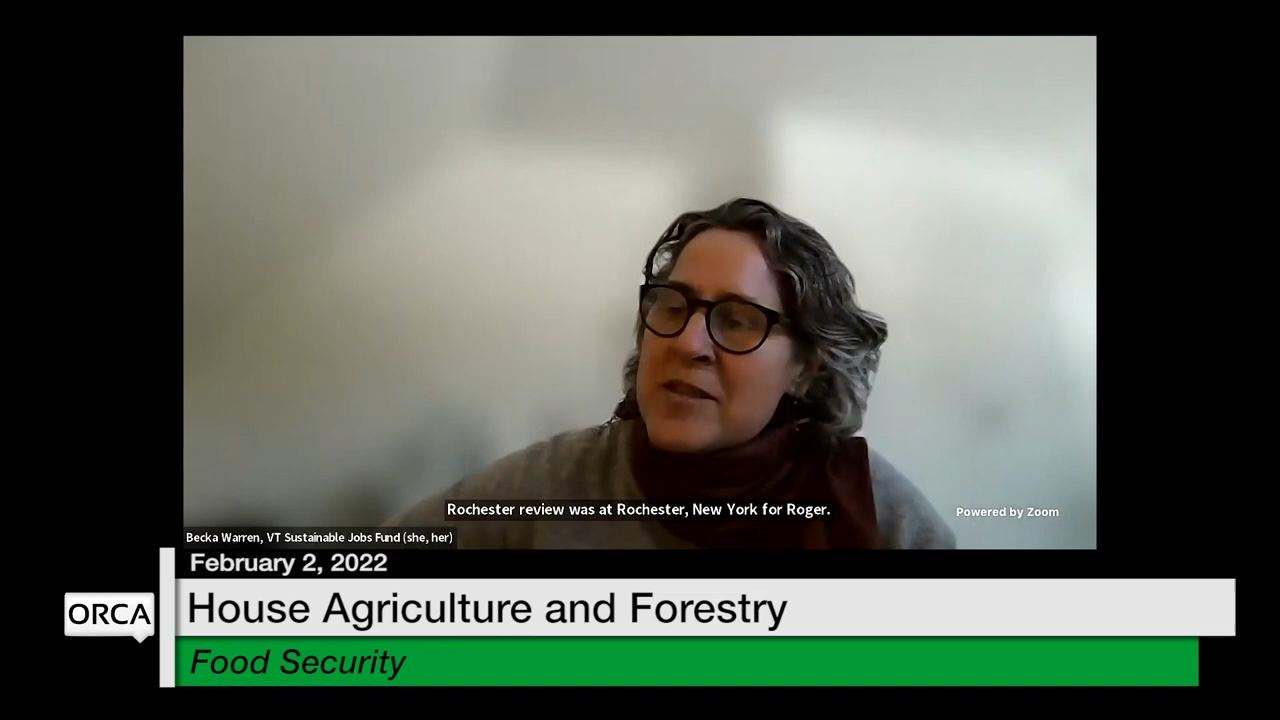 Rochester review was at Rochester, New York for Roger.
Powered by Zoom
Becka Warren, VT Sustainable Jobs Fund (she, her)
February 2, 2022
ORCA
House Agriculture and Forestry
Food Security